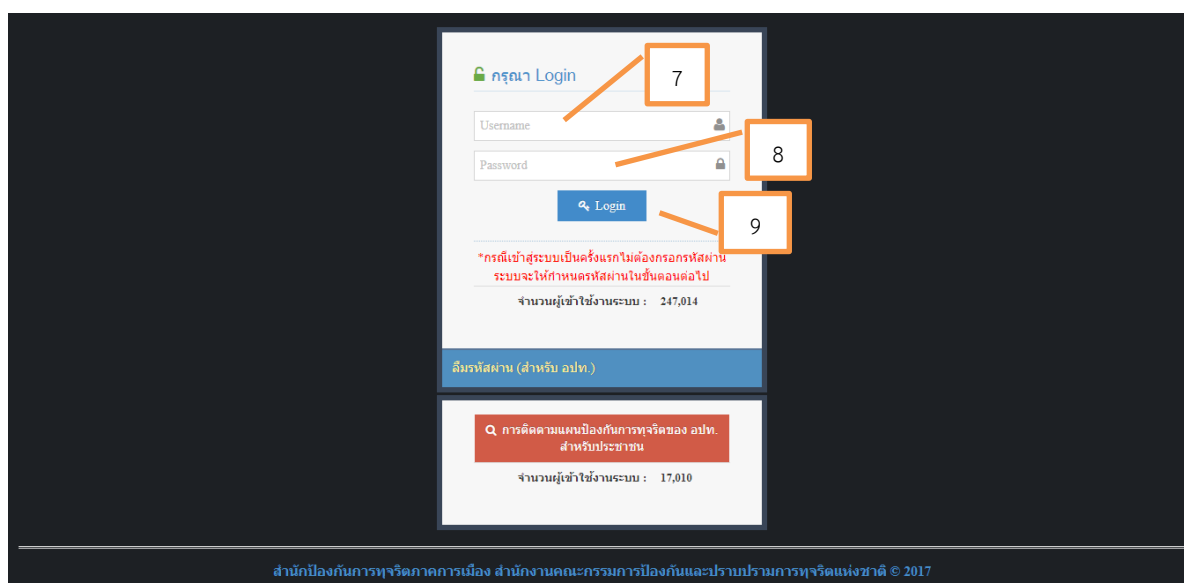 กรุณา Login
7
Username
8
Password
Login
9
*กรณีเข้าสู่ระบบเป็นครั้งแรกไม่ต้องกรอกรหัสผ่าน
ระบบจะให้กำหนดรหัสผ่านในขั้นตอนต่อไป
จำนวนผู้เข้าใช้งานระบบ : 247,014
ลืมรหัสผ่าน (สำหรับ อปท.)
การติดตามแผนป้องกันการทุจริตของ อปท.
สำหรับประชาชน
จำนวนผู้เข้าใช้งานระบบ : 17,010
สำนักป้องกันการทุจริตภาคการเมือง สำนักงานคณะกรรมการป้องกันและปราบปรามการทุจริตแห่งชาติ © 2017